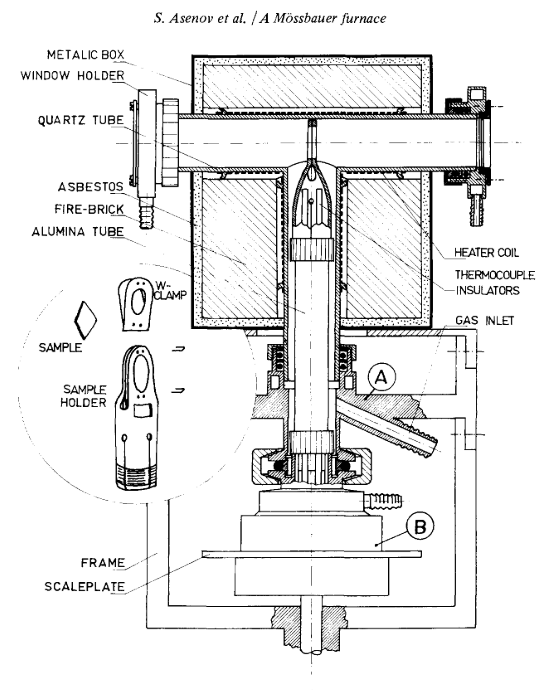 S. Asenov et al. / A Mössbauer furnace
METALIC BOX
WINDOW HOLDER
QUARTZ TUBE
ASBESTOS
FIRE-BRICK
ALUMINA TUBE
HEATER COIL
THERMOCOUPLE
INSULATORS
GAS INLET
W-
CLAMP
SAMPLE
SAMPLE
HOLDER
A
B
FRAME
SCALEPLATE